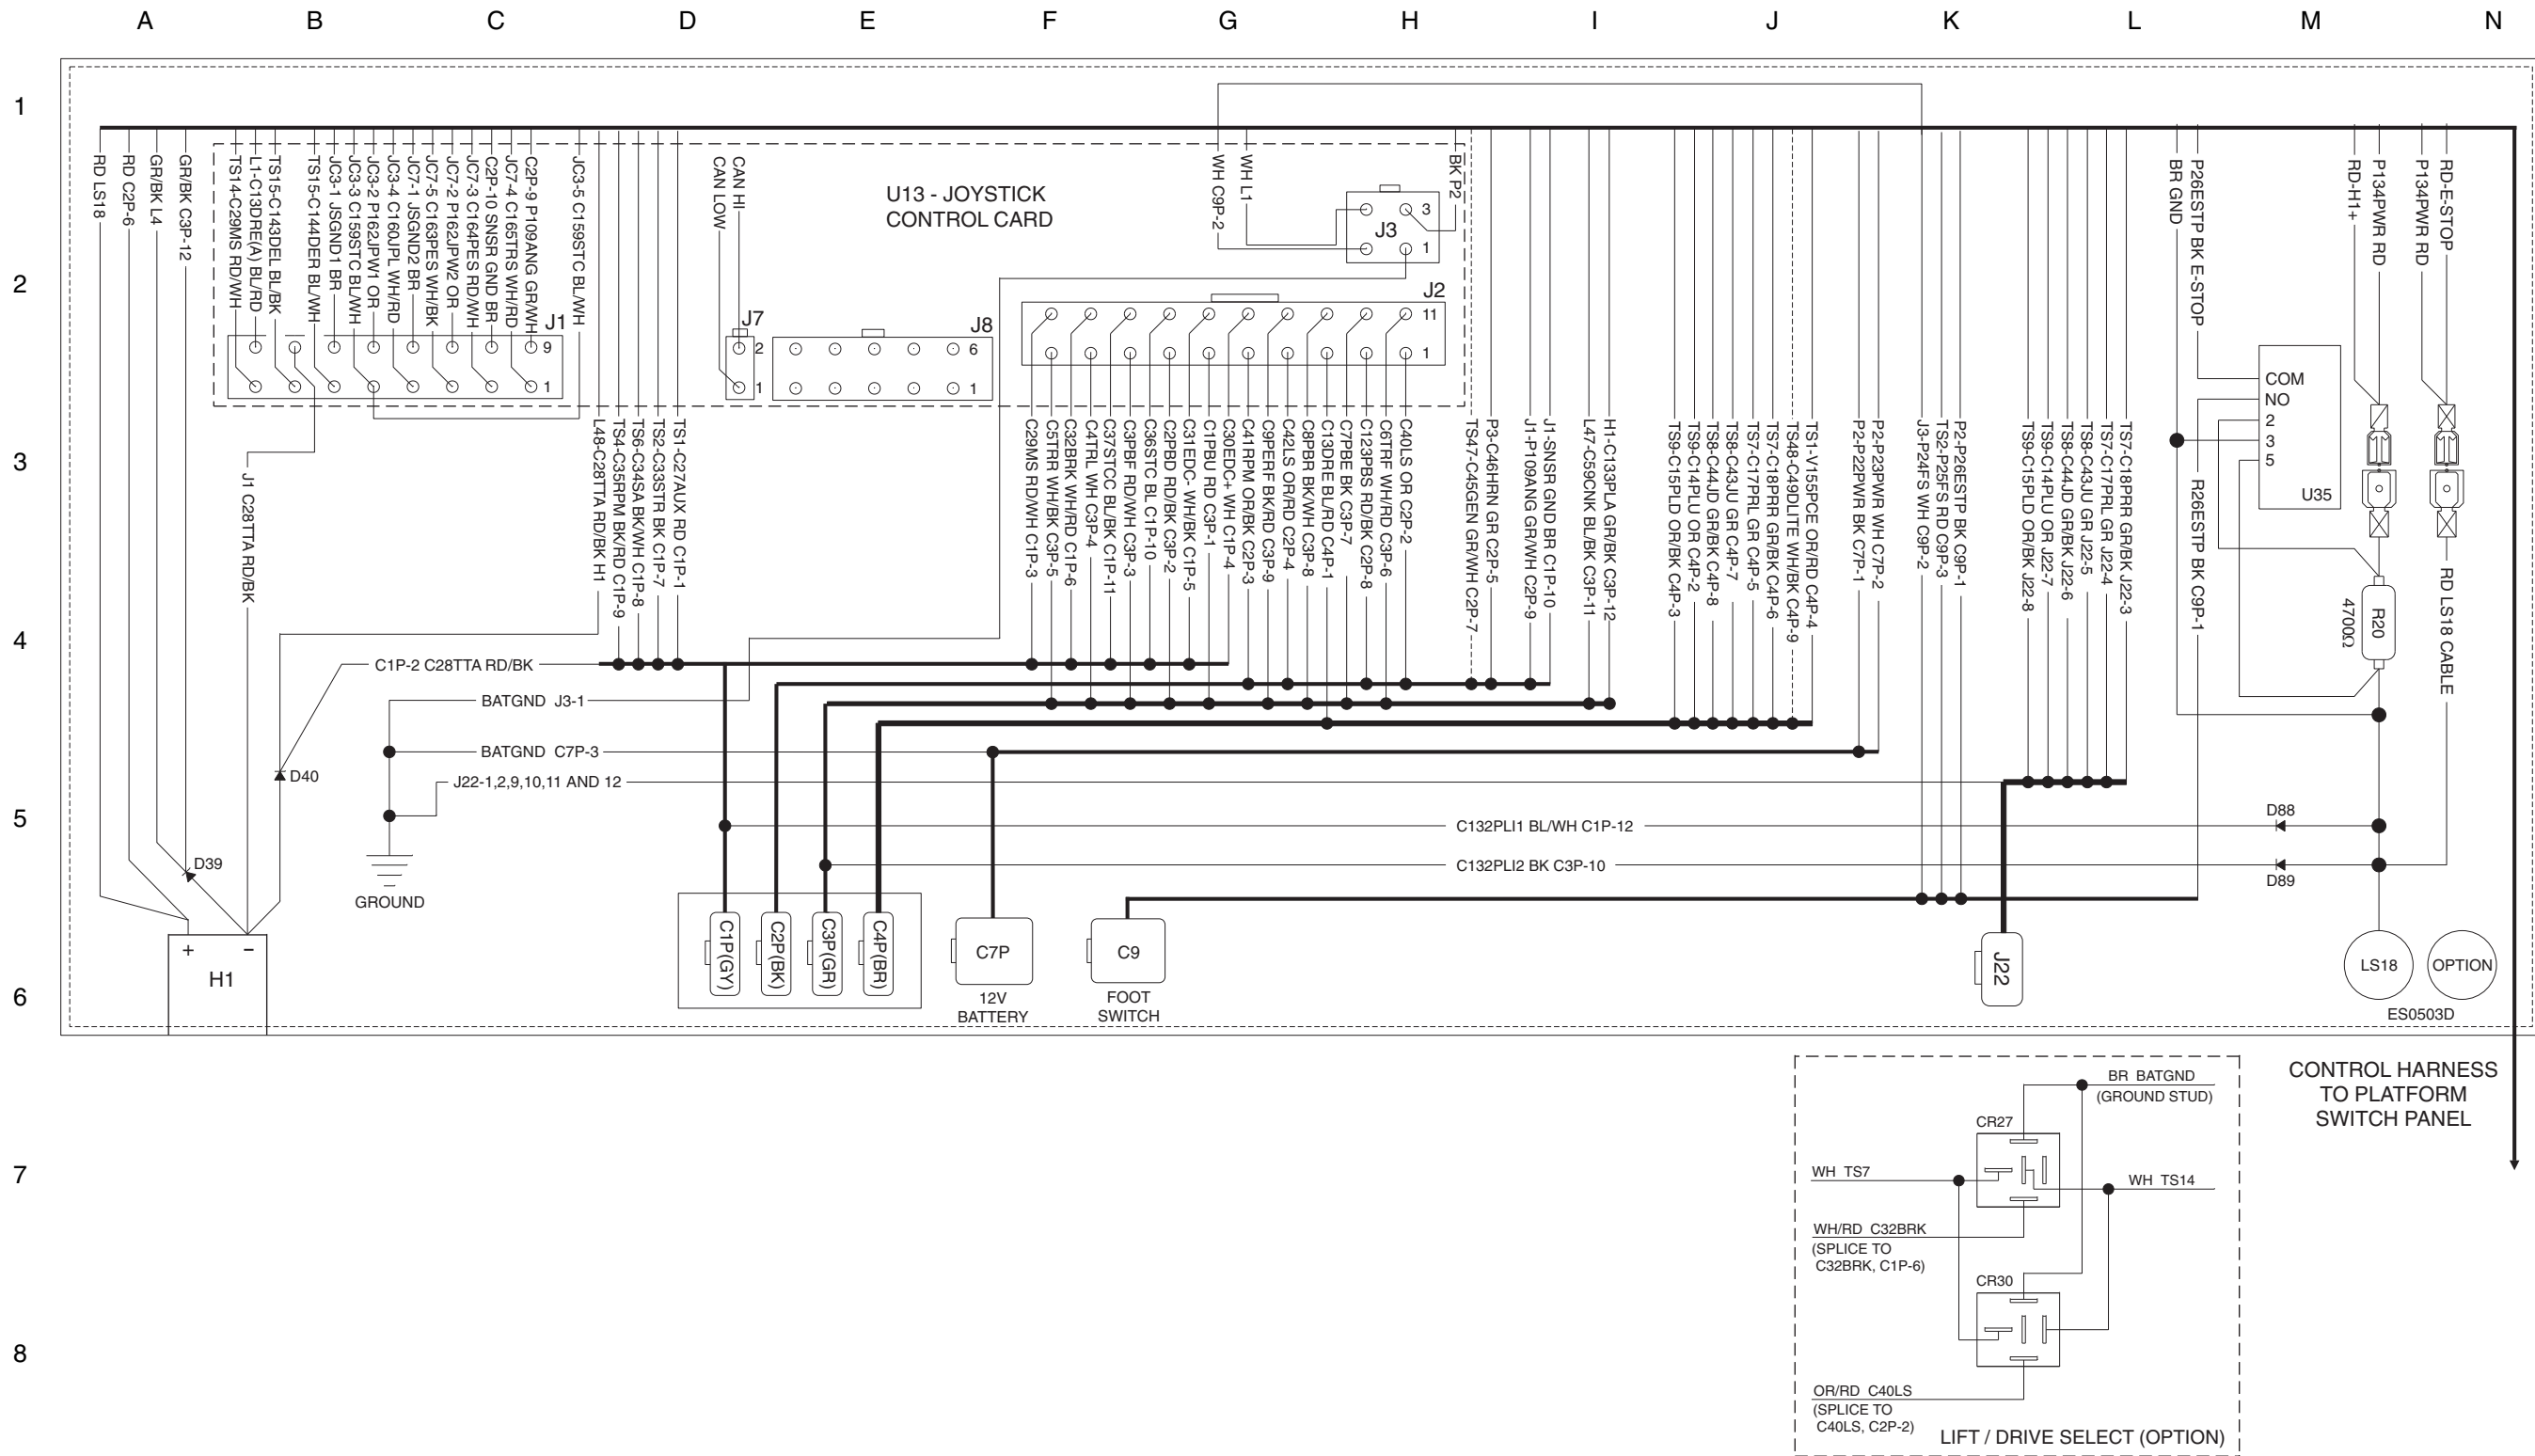 A B C D E F G H I J K L M N
1
2
3
4
5
6
7
8
RD LS18
RD C2P-6
GR/BK L4
GR/BK C3P-12
TS14-C29MS RD/WH
L1-C13DRE(A) BL/RD
TS15-C143DEL BL/BK
TS15-C144DER BL/WH
JC3-1 JSGND1 BR
JC3-3 C159STC BL/WH
JC3-2 P162JPW1 OR
JC3-4 C160JPL WH/RD
JC7-1 JSGND2 BR
JC7-5 C163PES WH/BK
JC7-2 P162JPW2 OR
JC7-3 C164PES RD/WH
C2P-10 SNSR GND BR
JC7-4 C165TRS WH/RD
C2P-9 P109ANG GR/WH
JC3-5 C159STC BL/WH
CAN LOW
CAN HI
U13 - JOYSTICK
CONTROL CARD
WH C9P-2
WH L1
BK P2
J3
3
1
J1
9
1
J7
2
1
J8
6
1
J2
11
1
BR GND
P26ESTP BK E-STOP
RD-H1+
P134PWR RD
P134PWR RD
RD-E-STOP
COM
NO
2
3
5
U35
J1 C28TTA RD/BK
L48-C28TTA RD/BK H1
TS4-C35RPM BK/RD C1P-9
TS6-C34SA BK/WH C1P-8
TS2-C33STR BK C1P-7
TS1-C27AUX RD C1P-1
C29MS RD/WH C1P-3
C5TRR WH/BK C3P-5
C32BRK WH/RD C1P-6
C4TRL WH C3P-4
C37STCC BL/BK C1P-11
C3PBF RD/WH C3P-3
C36STC BL C1P-10
C2PBD RD/BK C3P-2
C31EDC- WH/BK C1P-5
C1PBU RD C3P-1
C30EDC+ WH C1P-4
C41RPM OR/BK C2P-3
C9PERF BK/RD C3P-9
C42LS OR/RD C2P-4
C8PBR BK/WH C3P-8
C13DRE BL/RD C4P-1
C7PBE BK C3P-7
C123PBS RD/BK C2P-8
C6TRF WH/RD C3P-6
C40LS OR C2P-2
TS47-C45GEN GR/WH C2P-7
P3-C46HRN GR C2P-5
J1-P109ANG GR/WH C2P-9
J1-SNSR GND BR C1P-10
L47-C59CNK BL/BK C3P-11
H1-C133PLA GR/BK C3P-12
TS9-C15PLD OR/BK C4P-3
TS9-C14PLU OR C4P-2
TS8-C44JD GR/BK C4P-8
TS8-C43JU GR C4P-7
TS7-C17PRL GR C4P-5
TS7-C18PRR GR/BK C4P-6
TS48-C49DLITE WH/BK C4P-9
TS1-V155PCE OR/RD C4P-4
P2-P22PWR BK C7P-1
P2-P23PWR WH C7P-2
J3-P24FS WH C9P-2
TS2-P25FS RD C9P-3
P2-P26ESTP BK C9P-1
TS9-C15PLD OR/BK J22-8
TS9-C14PLU OR J22-7
TS8-C44JD GR/BK J22-6
TS8-C43JU GR J22-5
TS7-C17PRL GR J22-4
TS7-C18PRR GR/BK J22-3
R26ESTP BK C9P-1
R20
4700Ω
RD LS18 CABLE
C1P-2 C28TTA RD/BK
BATGND J3-1
BATGND C7P-3
J22-1,2,9,10,11 AND 12
D40
D39
GROUND
C132PLI1 BL/WH C1P-12
C132PLI2 BK C3P-10
D88
D89
+
–
H1
C1P(GY)
C2P(BK)
C3P(GR)
C4P(BR)
C7P
12V
BATTERY
C9
FOOT
SWITCH
J22
LS18
OPTION
ES0503D
CONTROL HARNESS
TO PLATFORM
SWITCH PANEL
BR BATGND
(GROUND STUD)
CR27
WH TS7
WH TS14
WH/RD C32BRK
(SPLICE TO
C32BRK, C1P-6)
CR30
OR/RD C40LS
(SPLICE TO
C40LS, C2P-2)
LIFT / DRIVE SELECT (OPTION)